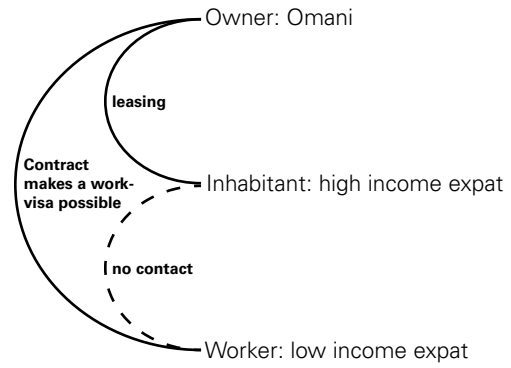 Owner: Omani
leasing
Contract
makes a work-
visa possible
Inhabitant: high income expat
no contact
Worker: low income expat